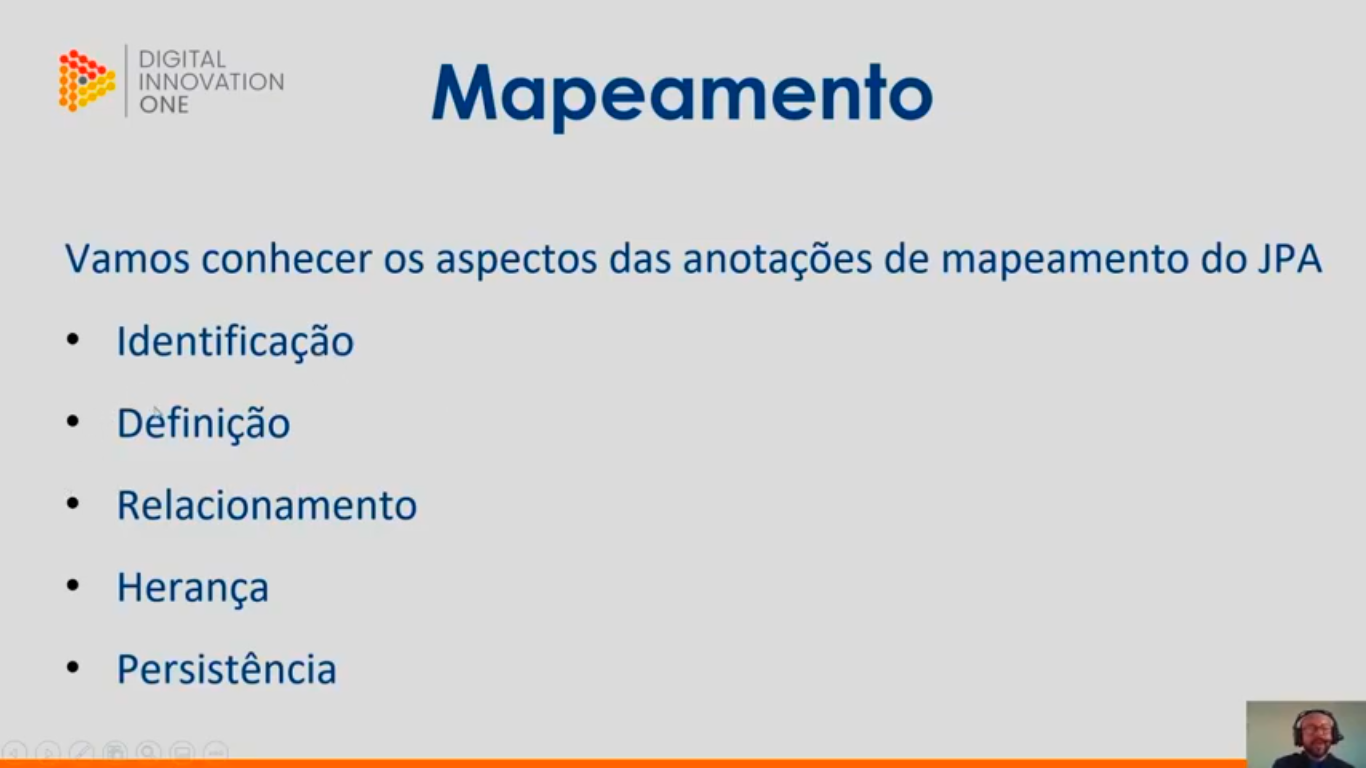 DIGITAL
INNOVATION
ONE
Mapeamento
Vamos conhecer os aspectos das anotações de mapeamento do JPA
• Identificação
• Definição
• Relacionamento
• Herança
• Persistência